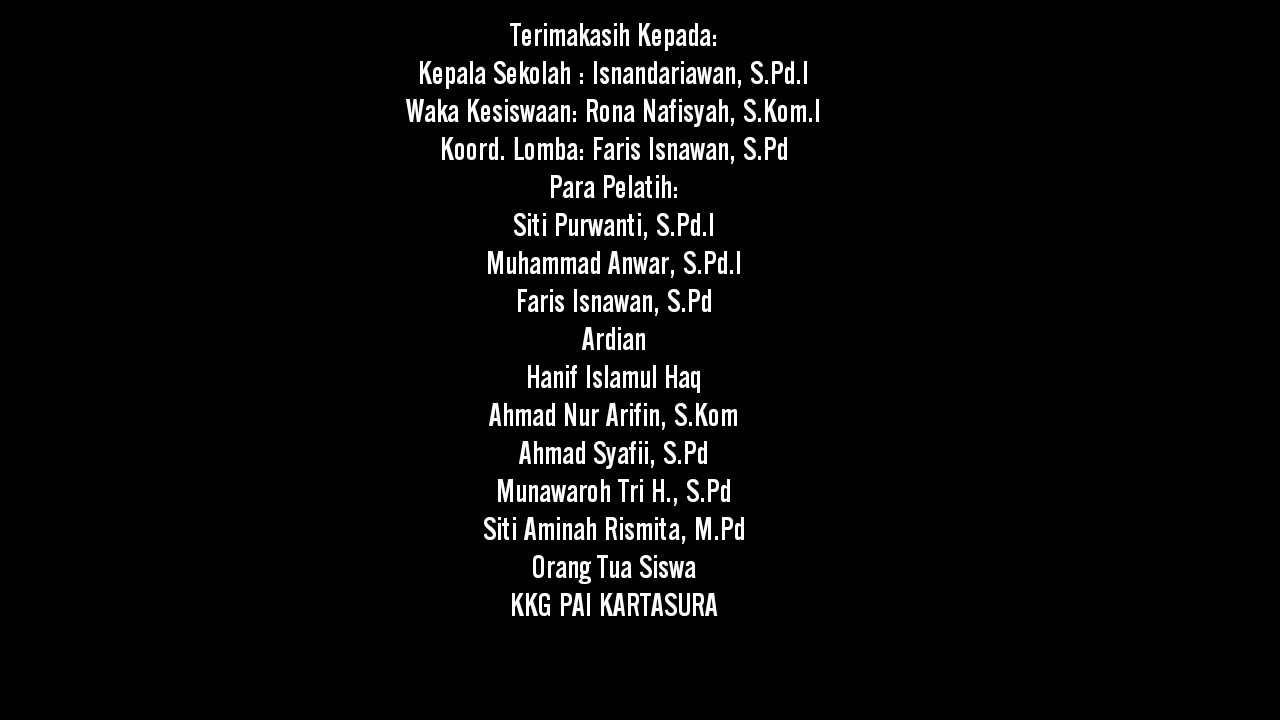 Terimakasih Kepada:
Kepala Sekolah : Isnandariawan, S.Pd.I
Waka Kesiswaan: Rona Nafisyah, S.Kom.I
Koord. Lomba: Faris Isnawan, S.Pd
Para Pelatih:
Siti Purwanti, S.Pd.I
Muhammad Anwar, S.Pd.I
Faris Isnawan, S.Pd
Ardian
Hanif Islamul Haq
Ahmad Nur Arifin, S.Kom
Ahmad Syafii, S.Pd
Munawaroh Tri H., S.Pd
Siti Aminah Rismita, M.Pd
Orang Tua Siswa
KKG PAI KARTASURA